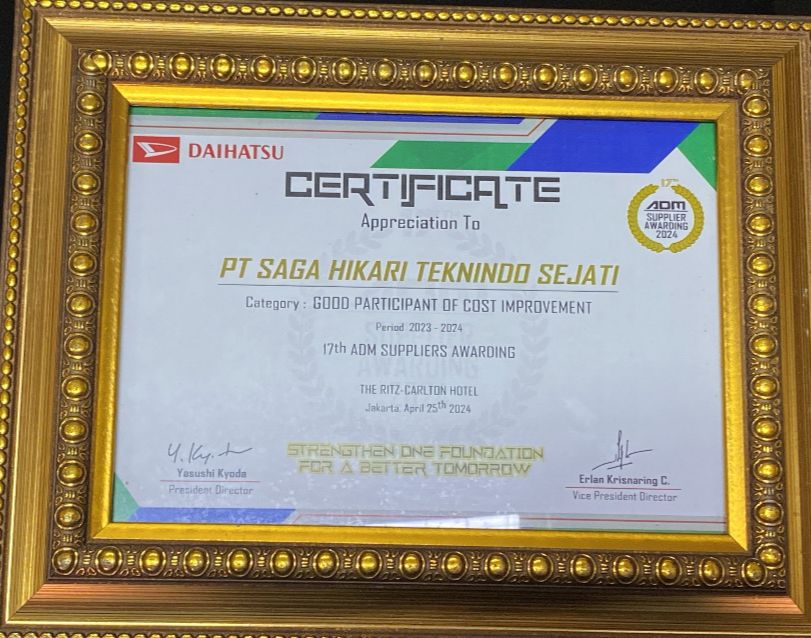 DAIHATSU
CERTIFICATE
Appreciation To
17TH
ADM
SUPPLIER
AWARDING
2024
PT SAGA HIKARI TEKNINDO SEJATI
Category : GOOD PARTICIPANT OF COST IMPROVEMENT
Period 2023 - 2024
17th ADM SUPPLIERS AWARDING
AWARDING
THE RITZ-CARLTON HOTEL
Jakarta, April 25th 2024
STRENGTHEN ONE FOUNDATION
FOR A BETTER TOMORROW
Yasushi Kyoda
President Director
Erlan Krisnaring C.
Vice President Director